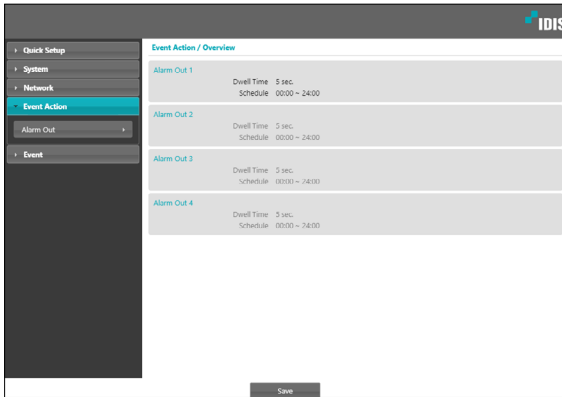 IDIS
Quick Setup
System
Network
Event Action
Alarm Out
Event
Event Action / Overview
Alarm Out 1
Dwell Time 5 sec.
Schedule 00:00 ~ 24:00
Alarm Out 2
Dwell Time 5 sec.
Schedule 00:00 ~ 24:00
Alarm Out 3
Dwell Time 5 sec.
Schedule 00:00 ~ 24:00
Alarm Out 4
Dwell Time 5 sec.
Schedule 00:00 ~ 24:00
Save